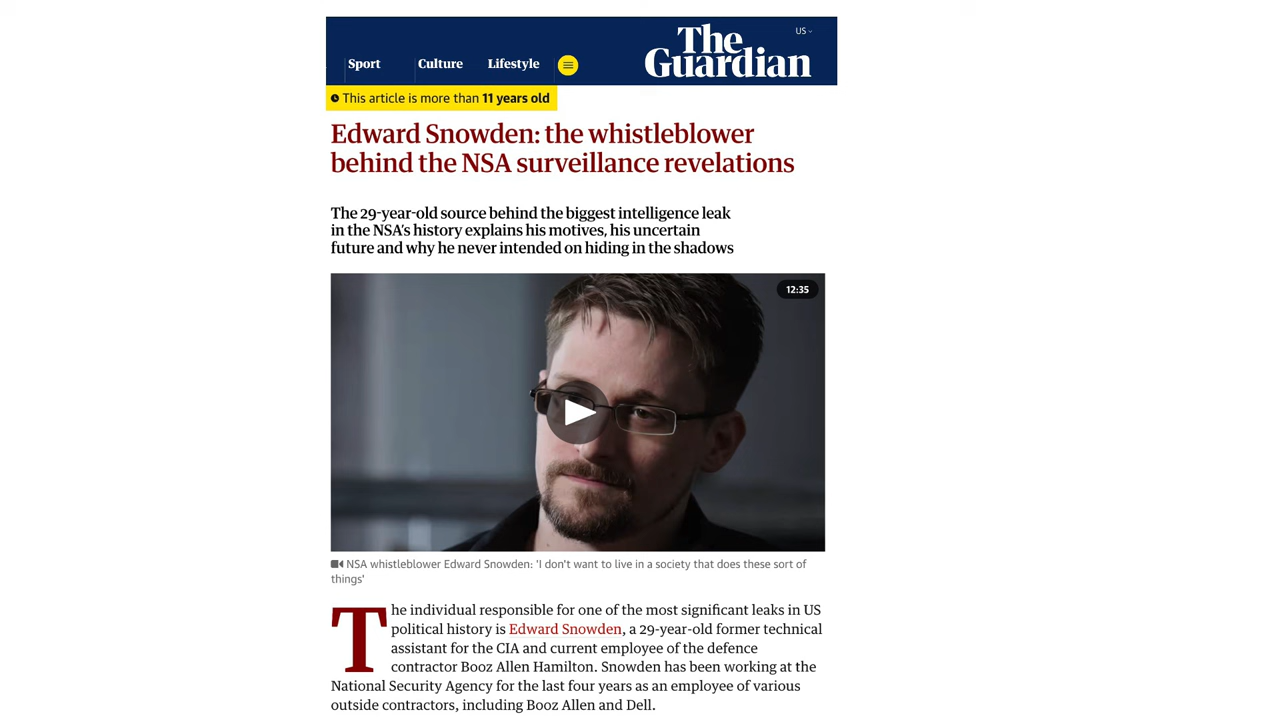 US
The
Guardian
Sport
Culture
Lifestyle
This article is more than 11 years old
Edward Snowden: the whistleblower
behind the NSA surveillance revelations
The 29-year-old source behind the biggest intelligence leak
in the NSA's history explains his motives, his uncertain
future and why he never intended on hiding in the shadows
12:35
NSA whistleblower Edward Snowden: 'I don't want to live in a society that does these sort of
things'
The individual responsible for one of the most significant leaks in US
political history is Edward Snowden, a 29-year-old former technical
assistant for the CIA and current employee of the defence
contractor Booz Allen Hamilton. Snowden has been working at the
National Security Agency for the last four years as an employee of various
outside contractors, including Booz Allen and Dell.